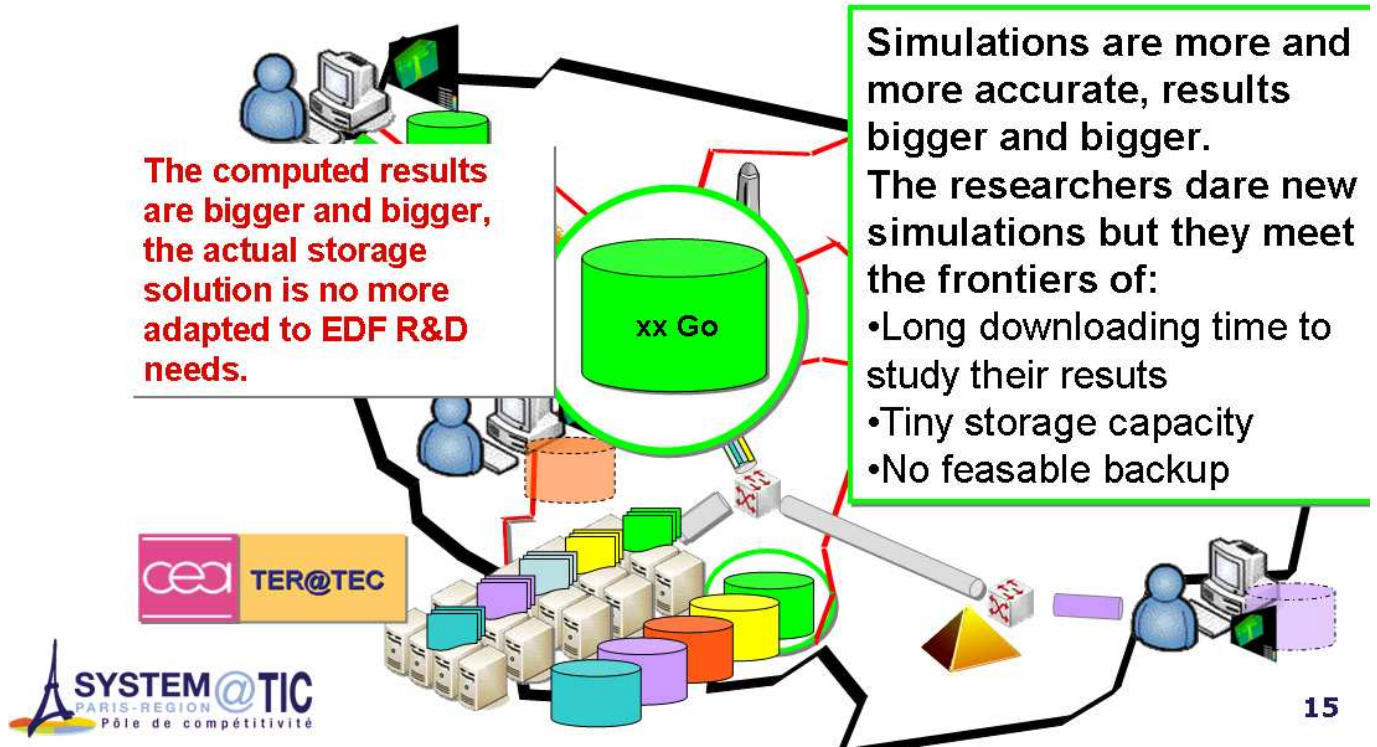 Simulations are more and
more accurate, results
bigger and bigger.
The researchers dare new
simulations but they meet
the frontiers of:
•Long downloading time to
study their resuts
•Tiny storage capacity
•No feasable backup
The computed results
are bigger and bigger,
the actual storage
solution is no more
adapted to EDF R&D
needs.
xx Go
cea TER@TEC
SYSTEM@TIC
PARIS-REGION
Pôle de compétitivité
15